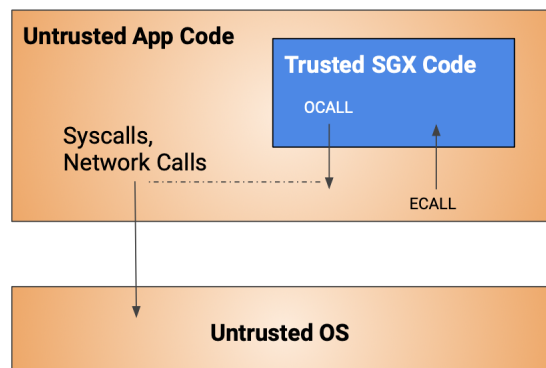 Untrusted App Code
Trusted SGX Code
OCALL
Syscalls,
Network Calls
ECALL
Untrusted OS